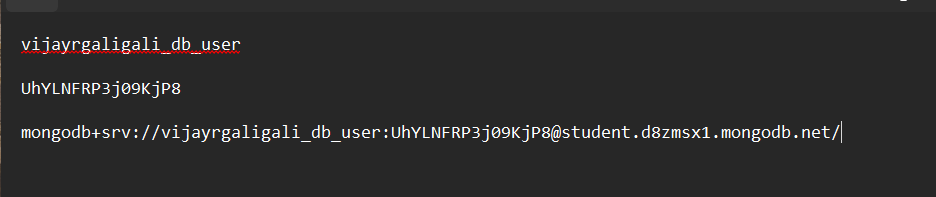 vijayrgaligali_db_user
UhYLNFRP3j09KjP8
mongodb+srv://vijayrgaligali_db_user:UhYLNFRP3j09KjP8@student.d8zmsx1.mongodb.net/